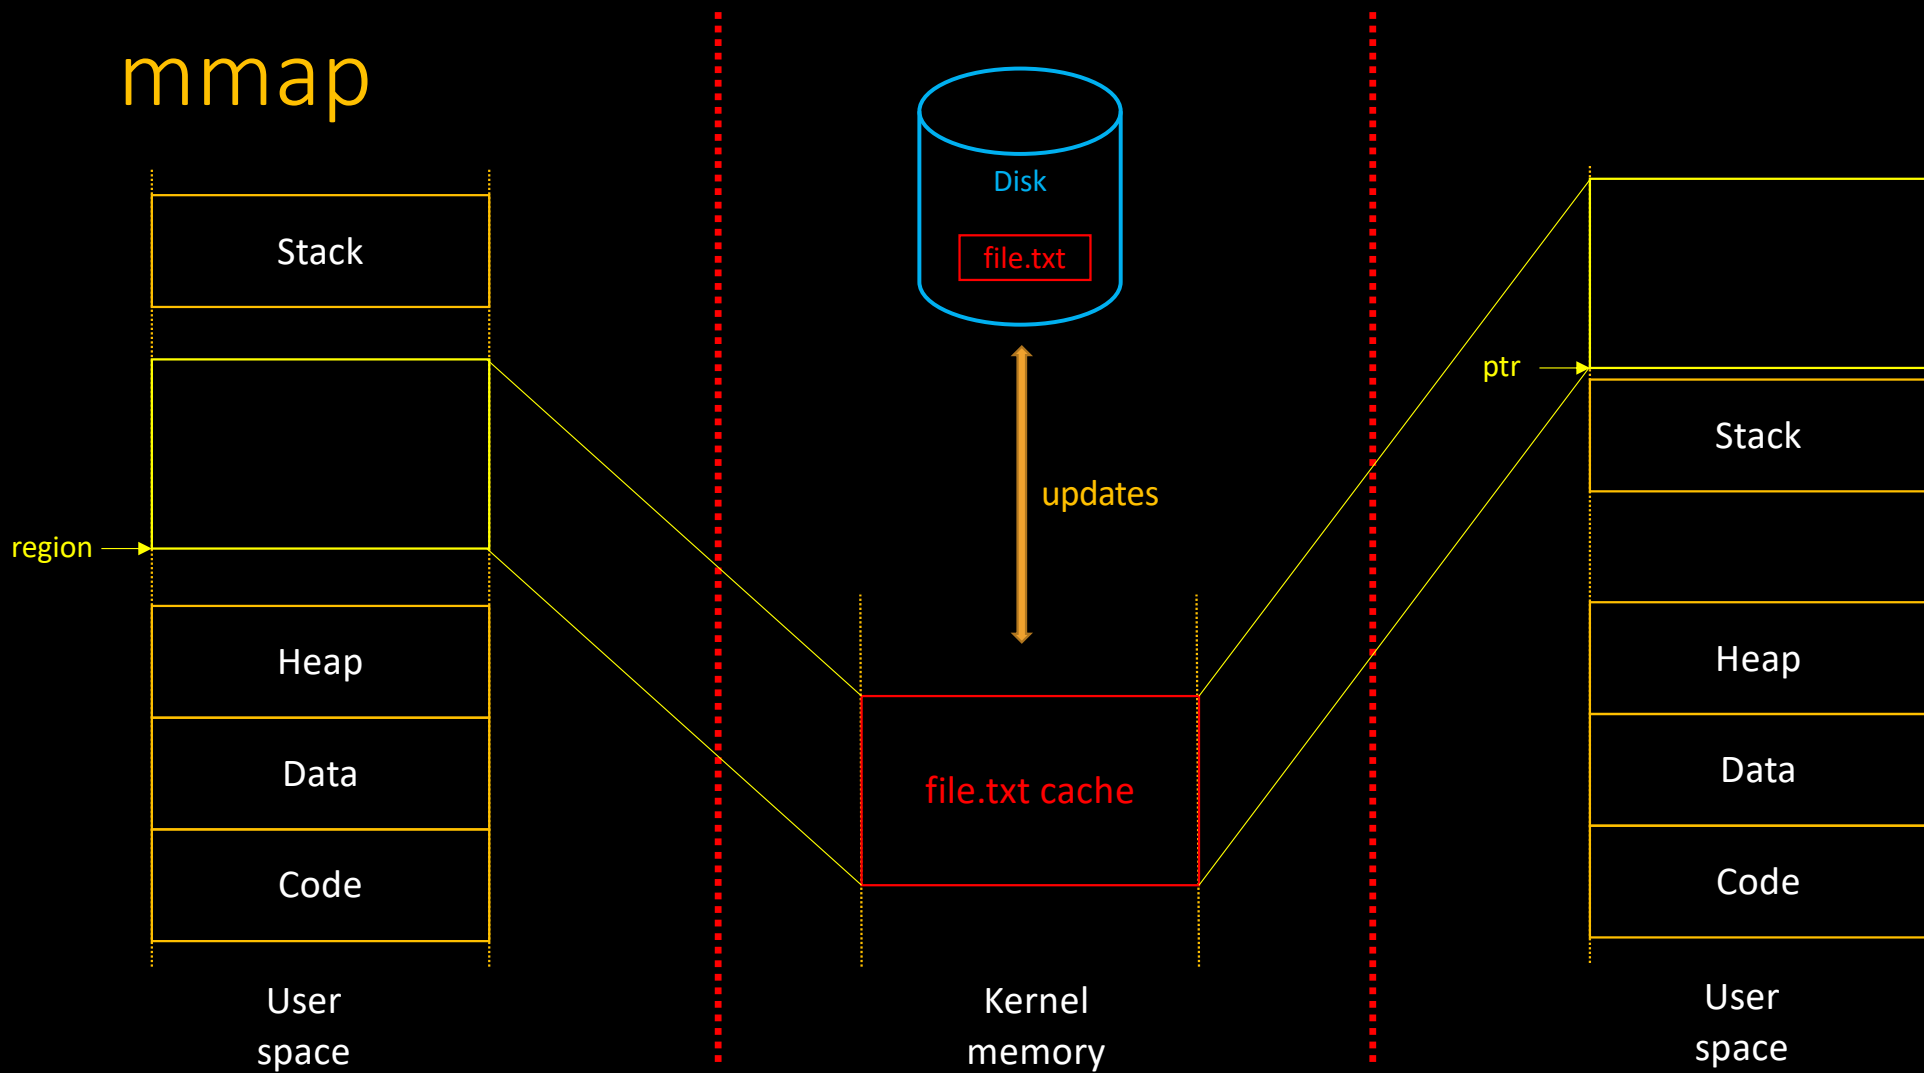 mmap
Stack
region
Heap
Data
Code
User
space
Disk
file.txt
updates
file.txt cache
Kernel
memory
ptr
Stack
Heap
Data
Code
User
space